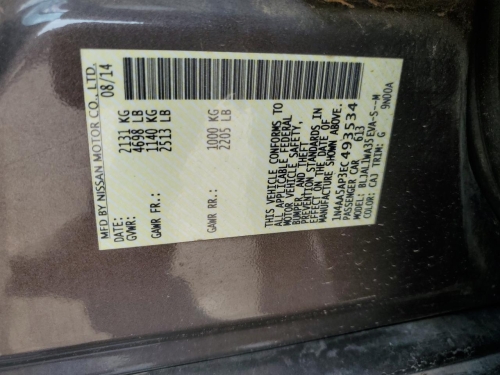 MFD BY NISSAN MOTOR CO., LTD.
DATE: 08/14
GVWR: 2131 KG
4698 LB
GAWR FR.: 1140 KG
2513 LB
GAWR RR.: 1000 KG
2205 LB
THIS VEHICLE CONFORMS TO
ALL APPLICABLE FEDERAL
MOTOR VEHICLE SAFETY,
BUMPER, AND THEFT
PREVENTION STANDARDS IN
EFFECT ON THE DATE OF
MANUFACTURE SHOWN ABOVE.
1N4AA5AP3EC493534
PASSENGER CAR 613
MODEL: BLJALLWA35EVA-S--M
COLOR: CAJ TRIM: G 9N00A